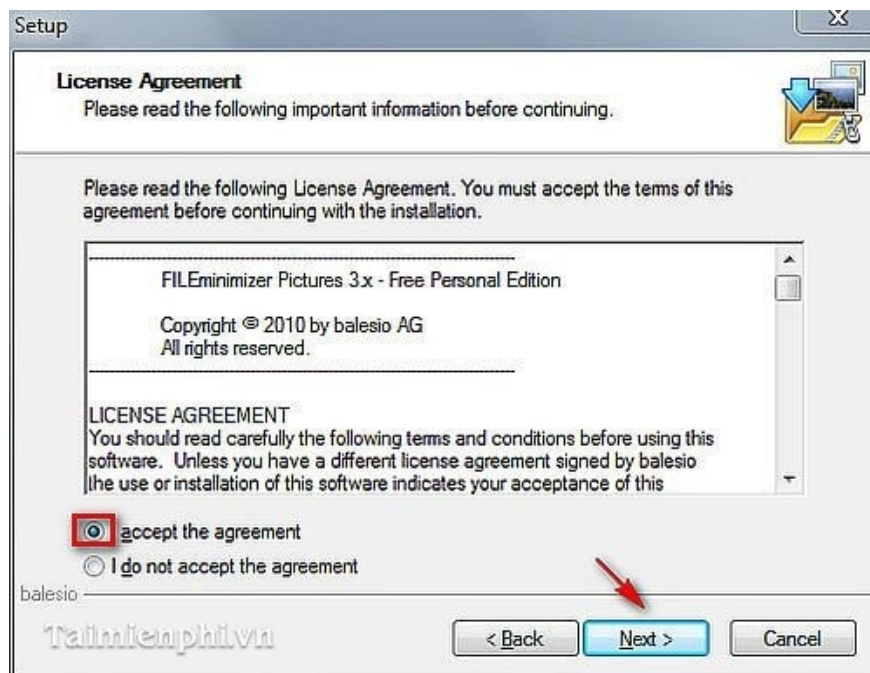 Setup
License Agreement
Please read the following important information before continuing.
Please read the following License Agreement. You must accept the terms of this
agreement before continuing with the installation.
FILEminimizer Pictures 3.x - Free Personal Edition
Copyright © 2010 by balesio AG
All rights reserved.
LICENSE AGREEMENT
You should read carefully the following terms and conditions before using this
software. Unless you have a different license agreement signed by balesio
the use or installation of this software indicates your acceptance of this
accept the agreement
I do not accept the agreement
balesio
Taimienphi.vn
< Back
Next >
Cancel